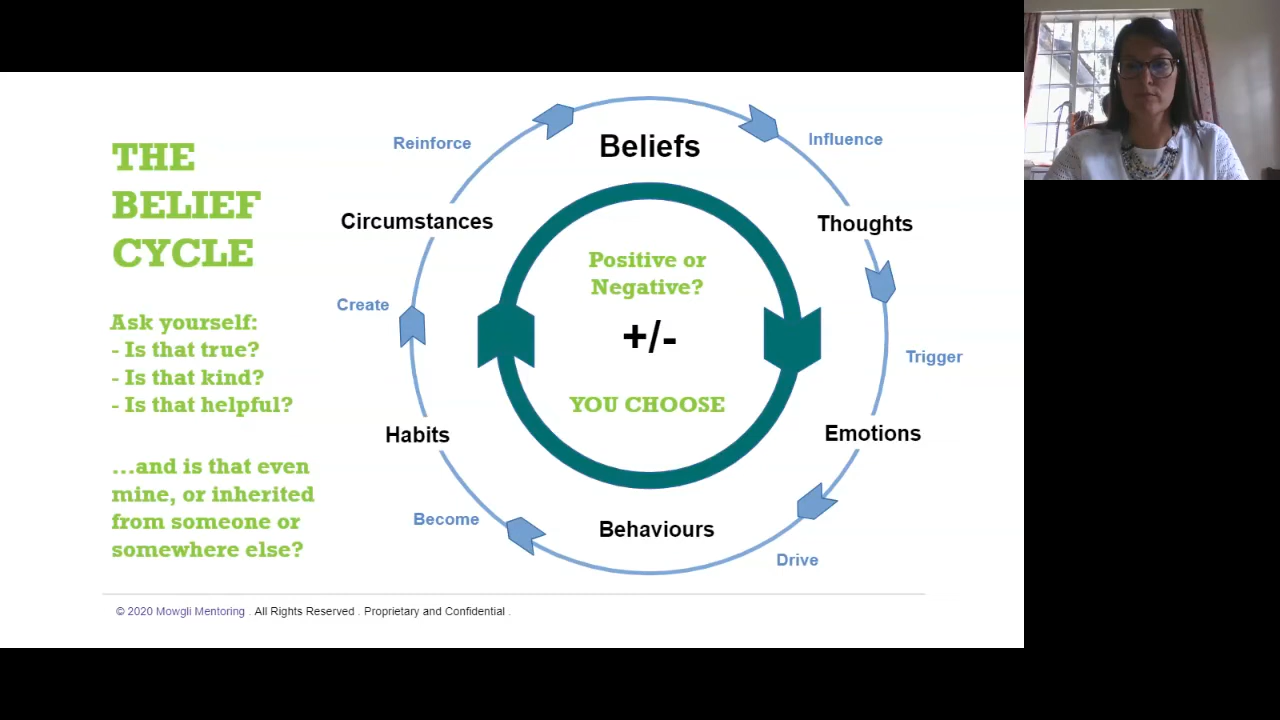 THE
BELIEF
CYCLE
Ask yourself:
- Is that true?
- Is that kind?
- Is that helpful?
...and is that even
mine, or inherited
from someone or
somewhere else?
Beliefs
Influence
Thoughts
Trigger
Emotions
Drive
Behaviours
Become
Habits
Create
Circumstances
Reinforce
Positive or
Negative?
+/-
YOU CHOOSE
© 2020 Mowgli Mentoring . All Rights Reserved . Proprietary and Confidential .